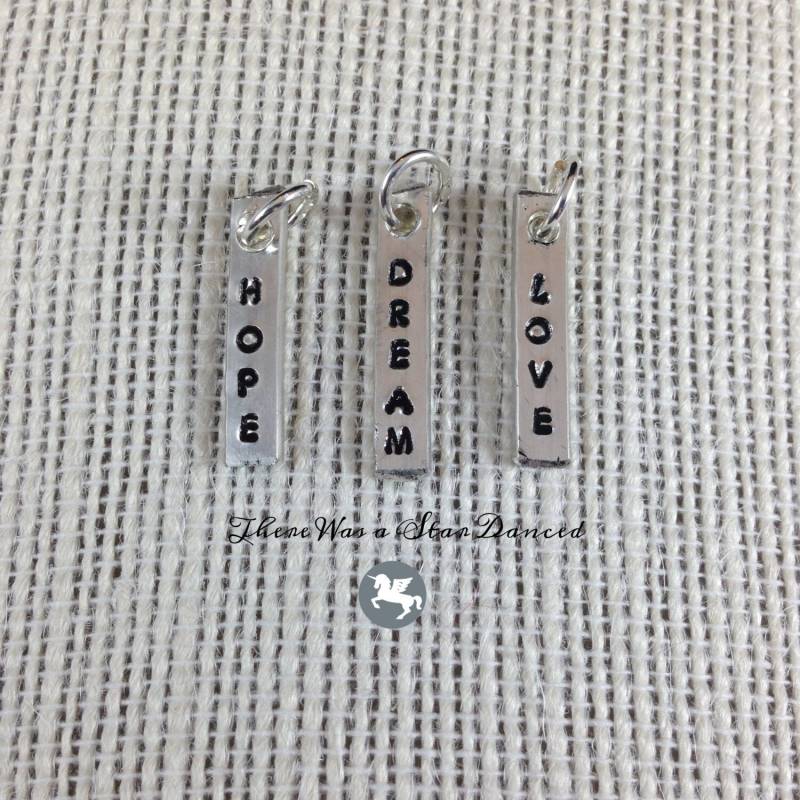 HOPE
DREAM
LOVE
There Was a Star Danced